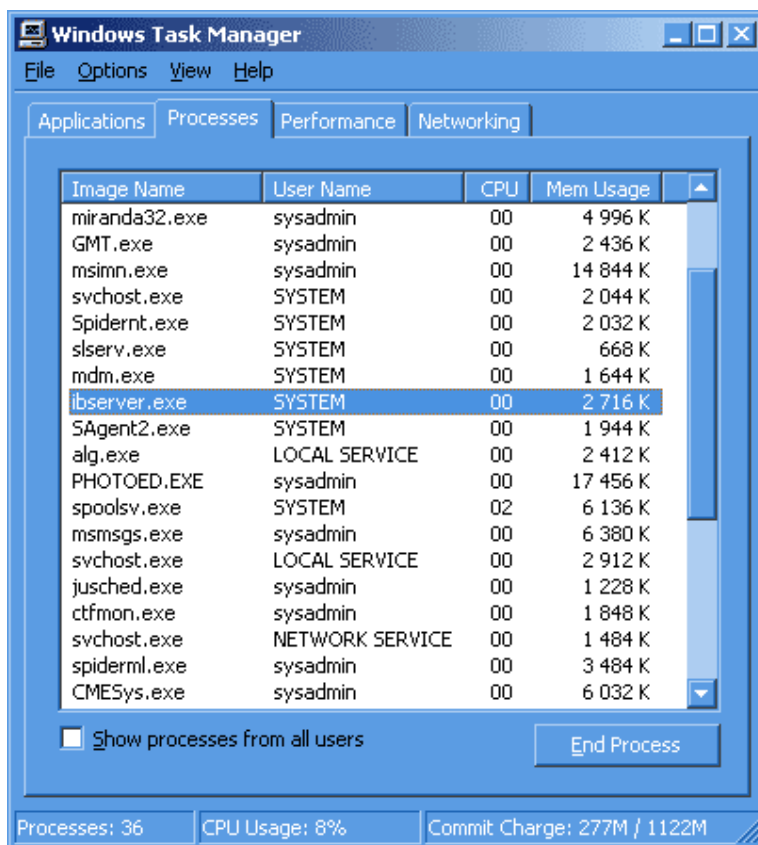 Windows Task Manager
File Options View Help
Applications Processes Performance Networking
Image Name User Name CPU Mem Usage
miranda32.exe sysadmin 00 4 996 K
GMT.exe sysadmin 00 2 436 K
msimn.exe sysadmin 00 14 844 K
svchost.exe SYSTEM 00 2 044 K
Spidernt.exe SYSTEM 00 2 032 K
slserv.exe SYSTEM 00 668 K
mdm.exe SYSTEM 00 1 644 K
ibserver.exe SYSTEM 00 2 716 K
SAgent2.exe SYSTEM 00 1 944 K
alg.exe LOCAL SERVICE 00 2 412 K
PHOTOED.EXE sysadmin 00 17 456 K
spoolsv.exe SYSTEM 02 6 136 K
msmsgs.exe sysadmin 00 6 380 K
svchost.exe LOCAL SERVICE 00 2 912 K
jusched.exe sysadmin 00 1 228 K
ctfmon.exe sysadmin 00 1 848 K
svchost.exe NETWORK SERVICE 00 1 484 K
spiderml.exe sysadmin 00 3 484 K
CMESys.exe sysadmin 00 6 032 K
Show processes from all users
End Process
Processes: 36 CPU Usage: 8% Commit Charge: 277M / 1122M